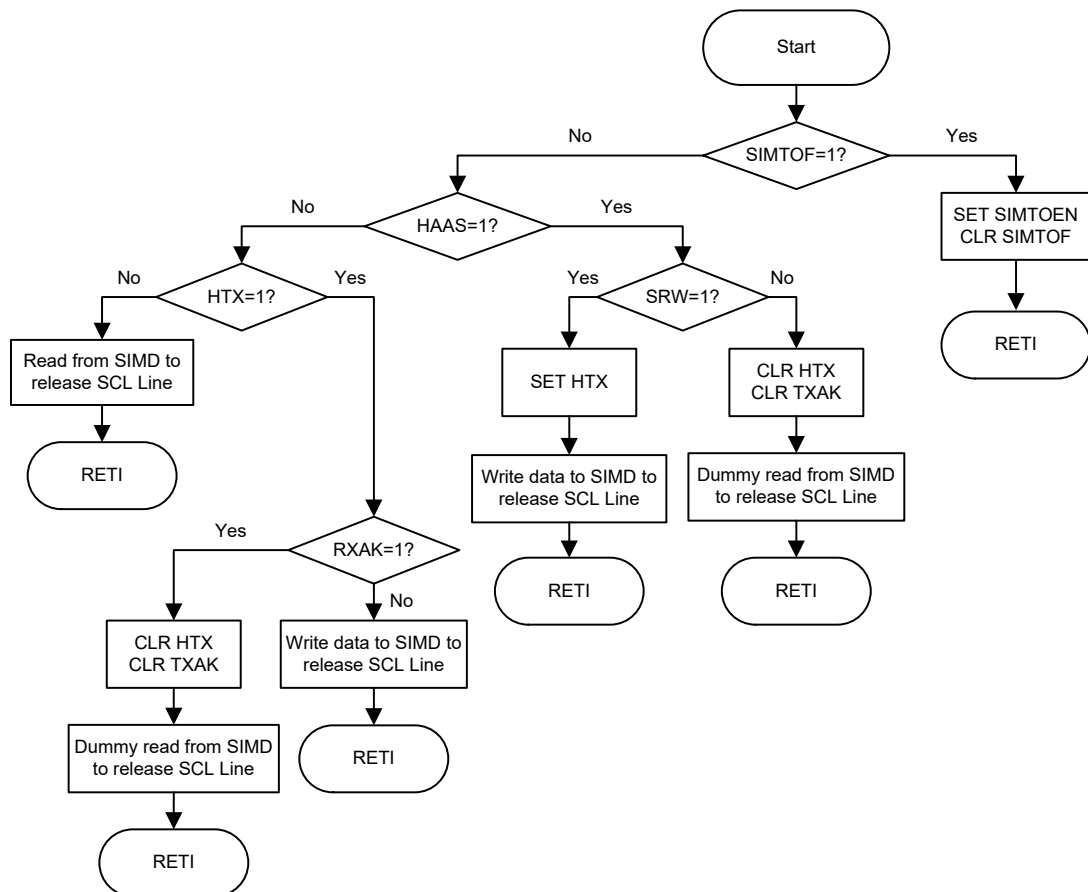 Start
No
Yes
SIMTOF=1?
No
HAAS=1?
Yes
SET SIMTOEN
CLR SIMTOF
No
HTX=1?
Yes
Yes
SRW=1?
No
RETI
Read from SIMD to
release SCL Line
SET HTX
CLR HTX
CLR TXAK
RETI
Write data to SIMD to
release SCL Line
Dummy read from SIMD
to release SCL Line
Yes
RXAK=1?
No
RETI
RETI
CLR HTX
CLR TXAK
Write data to SIMD to
release SCL Line
Dummy read from SIMD
to release SCL Line
RETI
RETI